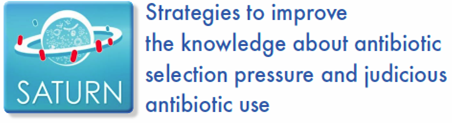 Strategies to improve
the knowledge about antibiotic
selection pressure and judicious
antibiotic use
SATURN